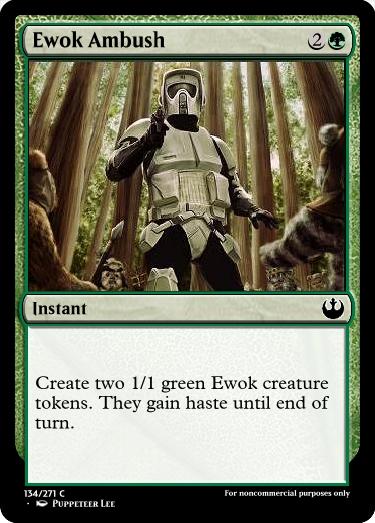 Ewok Ambush 2
Instant
Create two 1/1 green Ewok creature
tokens. They gain haste until end of
turn.
134/271 C
For noncommercial purposes only
· Puppeteer Lee